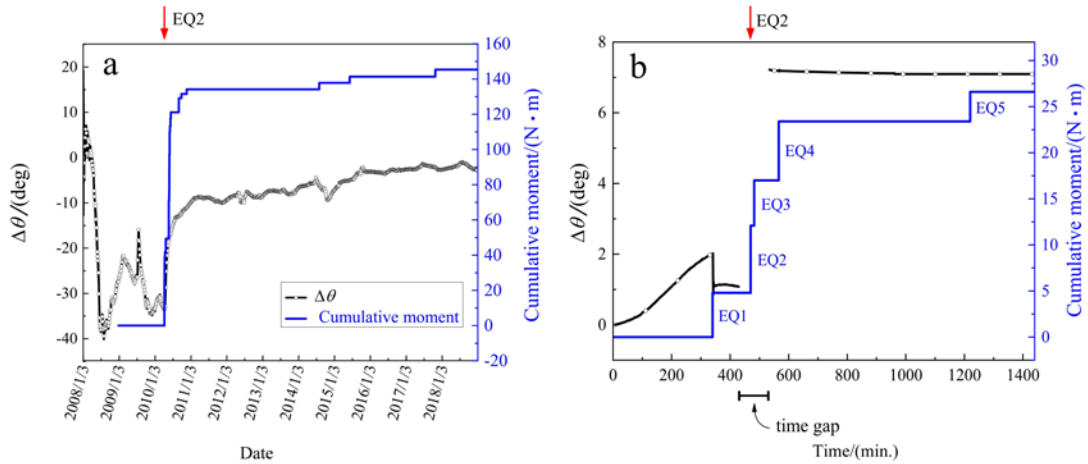 EQ2
a
20
10
0
-10
-20
-30
-40
Δθ/(deg)
160
140
120
100
80
60
40
20
0
-20
Cumulative moment/(N • m)
Δθ
Cumulative moment
2008/1/3
2009/1/3
2010/1/3
2011/1/3
2012/1/3
2013/1/3
2014/1/3
2015/1/3
2016/1/3
2017/1/3
2018/1/3
Date
EQ2
b
8
6
4
2
0
Δθ/(deg)
30
25
20
15
10
5
0
Cumulative moment/(N • m)
EQ5
EQ4
EQ3
EQ2
EQ1
0
200
400
600
800
1000
1200
1400
time gap
Time/(min.)